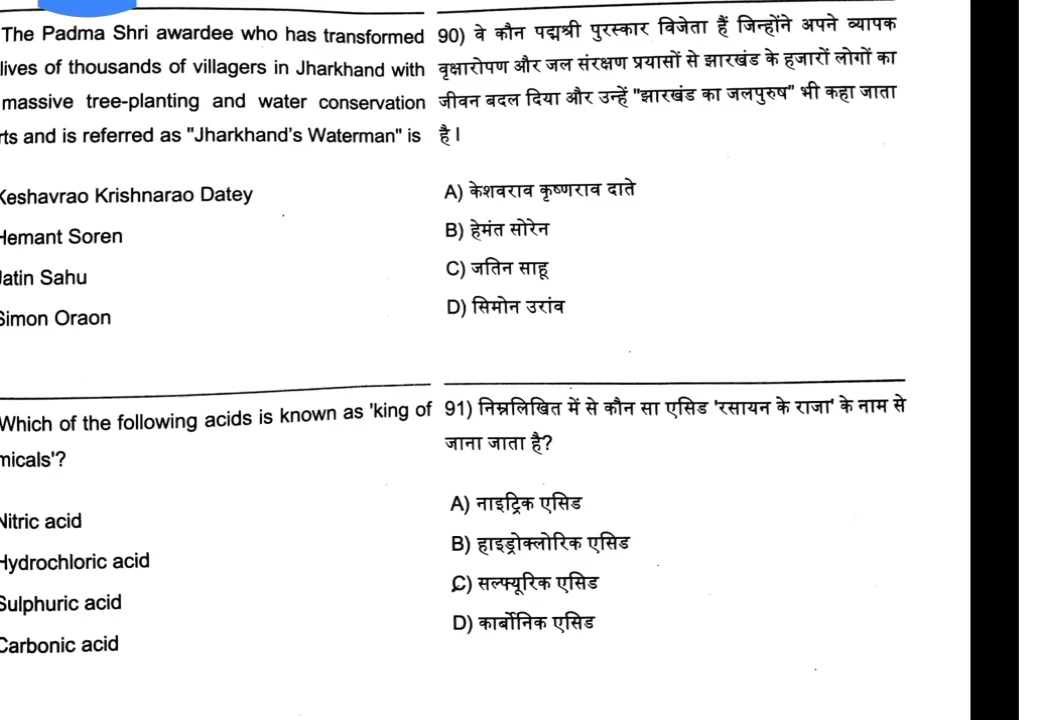 The Padma Shri awardee who has transformed
lives of thousands of villagers in Jharkhand with
massive tree-planting and water conservation
rts and is referred as "Jharkhand's Waterman" is
Keshavrao Krishnarao Datey
Hemant Soren
Jatin Sahu
Simon Oraon
90) वे कौन पद्मश्री पुरस्कार विजेता हैं जिन्होंने अपने व्यापक
वृक्षारोपण और जल संरक्षण प्रयासों से झारखंड के हजारों लोगों का
जीवन बदल दिया और उन्हें "झारखंड का जलपुरुष" भी कहा जाता
है।
A) केशवराव कृष्णराव दाते
B) हेमंत सोरेन
C) जतिन साहू
D) सिमोन उरांव
Which of the following acids is known as 'king of
micals'?
Nitric acid
Hydrochloric acid
Sulphuric acid
Carbonic acid
91) निम्नलिखित में से कौन सा एसिड 'रसायन के राजा' के नाम से
जाना जाता है?
A) नाइट्रिक एसिड
B) हाइड्रोक्लोरिक एसिड
C) सल्फ्यूरिक एसिड
D) कार्बोनिक एसिड